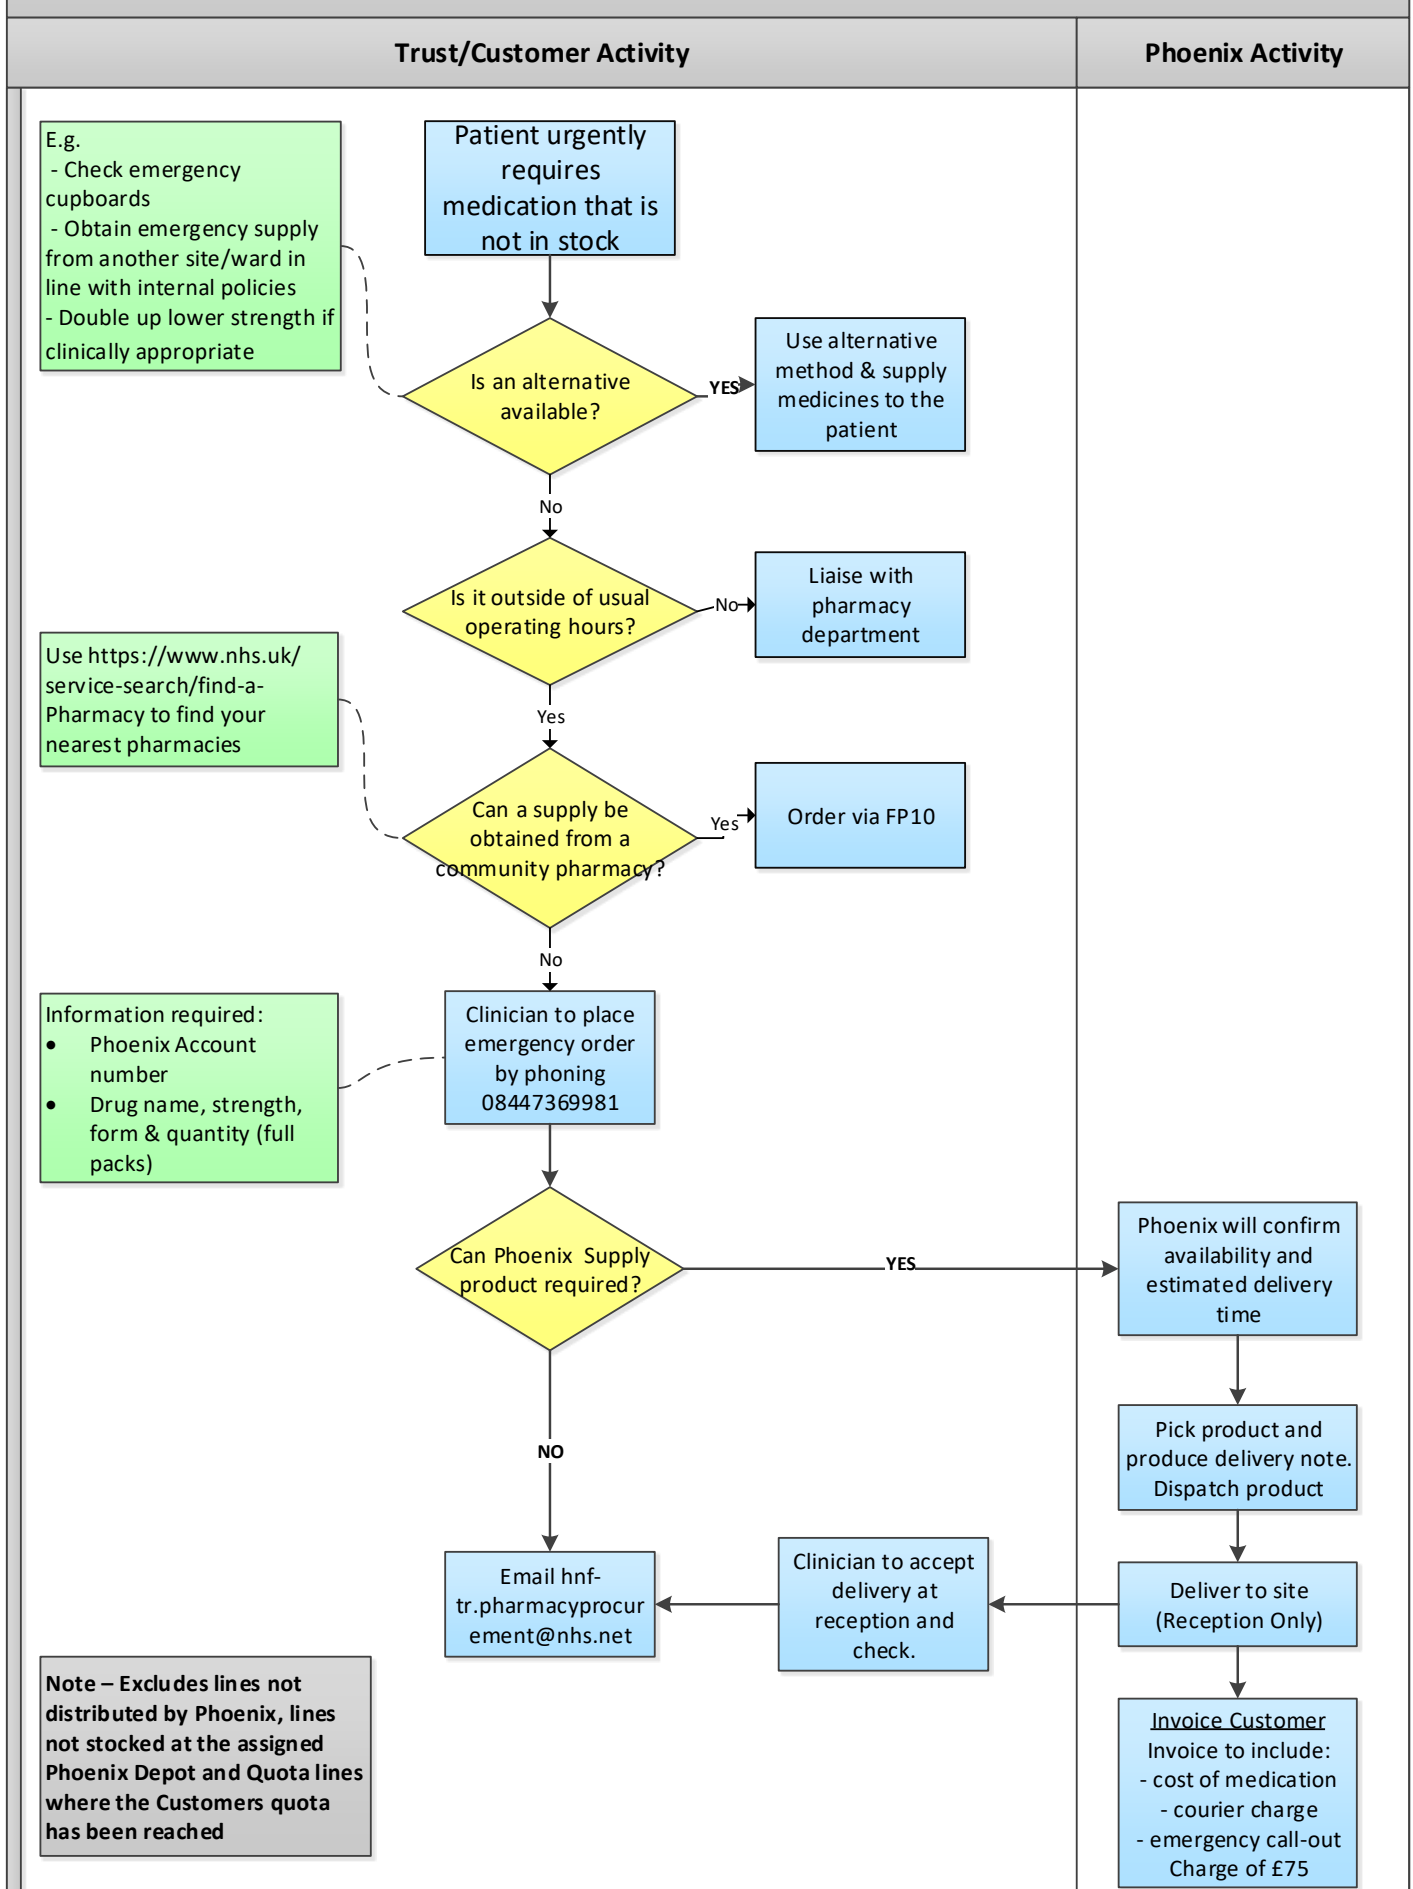 Trust/Customer Activity
Phoenix Activity
E.g.
- Check emergency
cupboards
- Obtain emergency supply
from another site/ward in
line with internal policies
- Double up lower strength if
clinically appropriate
Patient urgently
requires
medication that is
not in stock
Is an alternative
available?
YES
Use alternative
method & supply
medicines to the
patient
No
Is it outside of usual
operating hours?
No
Liaise with
pharmacy
department
Use https://www.nhs.uk/
service-search/find-a-
Pharmacy to find your
nearest pharmacies
Yes
Can a supply be
obtained from a
community pharmacy?
Yes
Order via FP10
No
Information required:
• Phoenix Account
number
• Drug name, strength,
form & quantity (full
packs)
Clinician to place
emergency order
by phoning
08447369981
Can Phoenix Supply
product required?
YES
Phoenix will confirm
availability and
estimated delivery
time
Pick product and
produce delivery note.
Dispatch product
NO
Email hnf-
tr.pharmacyprocur
ement@nhs.net
Clinician to accept
delivery at
reception and
check.
Deliver to site
(Reception Only)
Note – Excludes lines not
distributed by Phoenix, lines
not stocked at the assigned
Phoenix Depot and Quota lines
where the Customers quota
has been reached
Invoice Customer
Invoice to include:
- cost of medication
- courier charge
- emergency call-out
Charge of £75